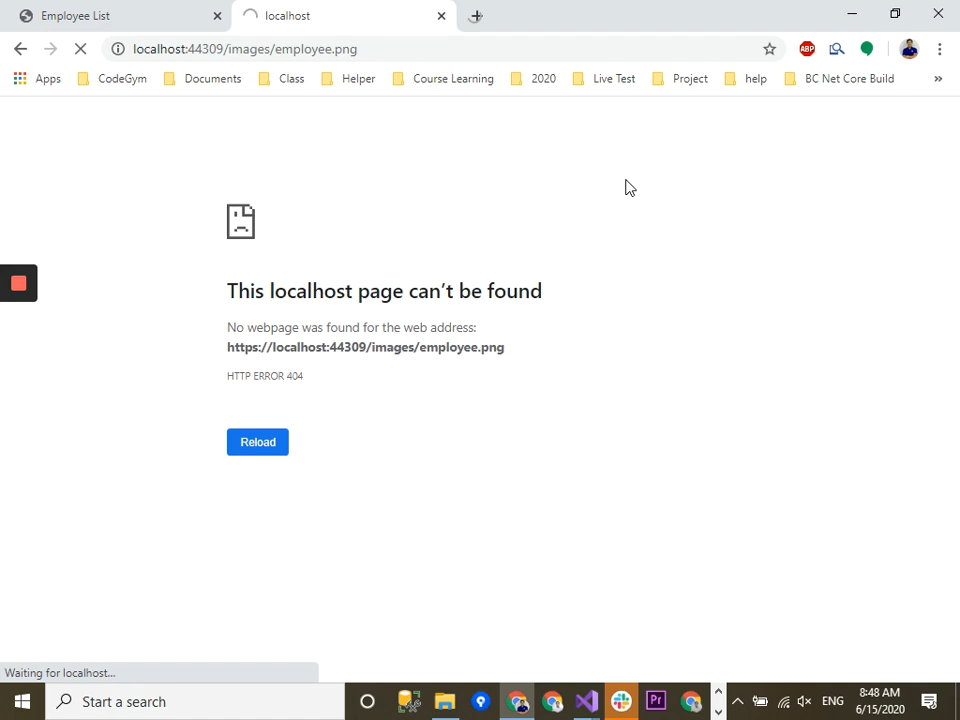 Employee List
localhost
localhost:44309/images/employee.png
ABP
Apps CodeGym Documents Class Helper Course Learning 2020 Live Test Project help BC Net Core Build »
This localhost page can’t be found
No webpage was found for the web address:
https://localhost:44309/images/employee.png
HTTP ERROR 404
Reload
Waiting for localhost...
Start a search
Pr
ENG
8:48 AM
6/15/2020